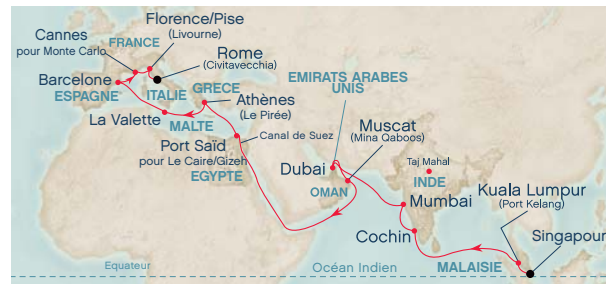 Florence/Pise
(Livourne)
Cannes
pour Monte Carlo
FRANCE
Rome
(Civitavecchia)
Barcelone
ESPAGNE
ITALIE
GRECE
Athènes
(Le Pirée)
EMIRATS ARABES
UNIS
La Valette
MALTE
Canal de Suez
Muscat
(Mina Qaboos)
Port Saïd
pour Le Caire/Gizeh
EGYPTE
Dubai
OMAN
Taj Mahal
INDE
Mumbai
Kuala Lumpur
(Port Kelang)
Cochin
Singapour
Equateur
Océan Indien
MALAISIE